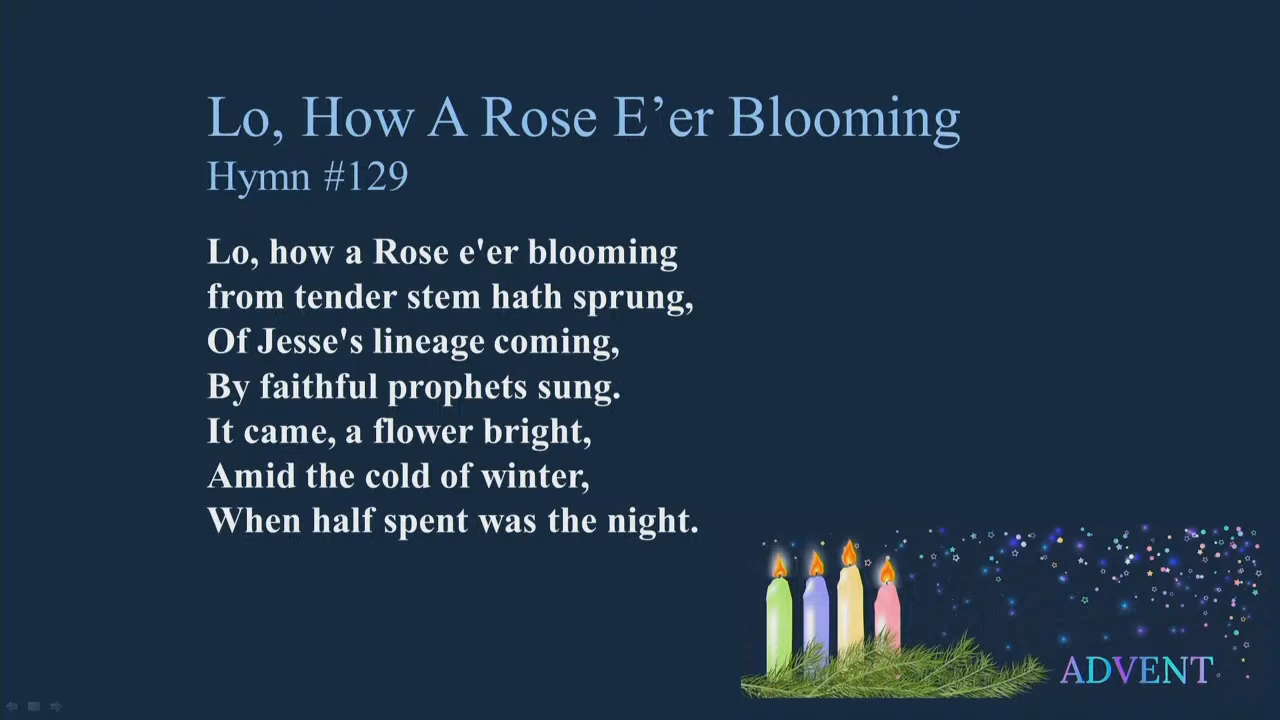 Lo, How A Rose E’er Blooming
Hymn #129
Lo, how a Rose e'er blooming
from tender stem hath sprung,
Of Jesse's lineage coming,
By faithful prophets sung.
It came, a flower bright,
Amid the cold of winter,
When half spent was the night.
ADVENT